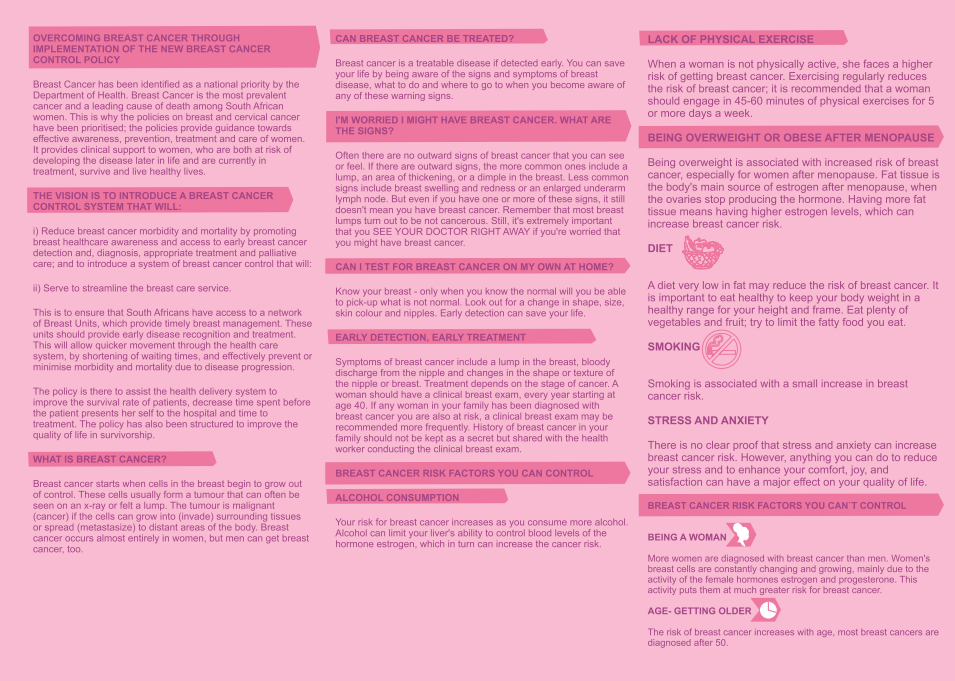 OVERCOMING BREAST CANCER THROUGH
IMPLEMENTATION OF THE NEW BREAST CANCER
CONTROL POLICY
Breast Cancer has been identified as a national priority by the
Department of Health. Breast Cancer is the most prevalent
cancer and a leading cause of death among South African
women. This is why the policies on breast and cervical cancer
have been prioritised; the policies provide guidance towards
effective awareness, prevention, treatment and care of women.
It provides clinical support to women, who are both at risk of
developing the disease later in life and are currently in
treatment, survive and live healthy lives.
THE VISION IS TO INTRODUCE A BREAST CANCER
CONTROL SYSTEM THAT WILL:
i) Reduce breast cancer morbidity and mortality by promoting
breast healthcare awareness and access to early breast cancer
detection and, diagnosis, appropriate treatment and palliative
care; and to introduce a system of breast cancer control that will:
ii) Serve to streamline the breast care service.
This is to ensure that South Africans have access to a network
of Breast Units, which provide timely breast management. These
units should provide early disease recognition and treatment.
This will allow quicker movement through the health care
system, by shortening of waiting times, and effectively prevent or
minimise morbidity and mortality due to disease progression.
The policy is there to assist the health delivery system to
improve the survival rate of patients, decrease time spent before
the patient presents her self to the hospital and time to
treatment. The policy has also been structured to improve the
quality of life in survivorship.
WHAT IS BREAST CANCER?
Breast cancer starts when cells in the breast begin to grow out
of control. These cells usually form a tumour that can often be
seen on an x-ray or felt a lump. The tumour is malignant
(cancer) if the cells can grow into (invade) surrounding tissues
or spread (metastasize) to distant areas of the body. Breast
cancer occurs almost entirely in women, but men can get breast
cancer, too.
CAN BREAST CANCER BE TREATED?
Breast cancer is a treatable disease if detected early. You can save
your life by being aware of the signs and symptoms of breast
disease, what to do and where to go to when you become aware of
any of these warning signs.
I'M WORRIED I MIGHT HAVE BREAST CANCER. WHAT ARE
THE SIGNS?
Often there are no outward signs of breast cancer that you can see
or feel. If there are outward signs, the more common ones include a
lump, an area of thickening, or a dimple in the breast. Less common
signs include breast swelling and redness or an enlarged underarm
lymph node. But even if you have one or more of these signs, it still
doesn't mean you have breast cancer. Remember that most breast
lumps turn out to be not cancerous. Still, it's extremely important
that you SEE YOUR DOCTOR RIGHT AWAY if you're worried that
you might have breast cancer.
CAN I TEST FOR BREAST CANCER ON MY OWN AT HOME?
Know your breast - only when you know the normal will you be able
to pick-up what is not normal. Look out for a change in shape, size,
skin colour and nipples. Early detection can save your life.
EARLY DETECTION, EARLY TREATMENT
Symptoms of breast cancer include a lump in the breast, bloody
discharge from the nipple and changes in the shape or texture of
the nipple or breast. Treatment depends on the stage of cancer. A
woman should have a clinical breast exam, every year starting at
age 40. If any woman in your family has been diagnosed with
breast cancer you are also at risk, a clinical breast exam may be
recommended more frequently. History of breast cancer in your
family should not be kept as a secret but shared with the health
worker conducting the clinical breast exam.
BREAST CANCER RISK FACTORS YOU CAN CONTROL
ALCOHOL CONSUMPTION
Your risk for breast cancer increases as you consume more alcohol.
Alcohol can limit your liver's ability to control blood levels of the
hormone estrogen, which in turn can increase the cancer risk.
LACK OF PHYSICAL EXERCISE
When a woman is not physically active, she faces a higher
risk of getting breast cancer. Exercising regularly reduces
the risk of breast cancer; it is recommended that a woman
should engage in 45-60 minutes of physical exercises for 5
or more days a week.
BEING OVERWEIGHT OR OBESE AFTER MENOPAUSE
Being overweight is associated with increased risk of breast
cancer, especially for women after menopause. Fat tissue is
the body's main source of estrogen after menopause, when
the ovaries stop producing the hormone. Having more fat
tissue means having higher estrogen levels, which can
increase breast cancer risk.
DIET
A diet very low in fat may reduce the risk of breast cancer. It
is important to eat healthy to keep your body weight in a
healthy range for your height and frame. Eat plenty of
vegetables and fruit; try to limit the fatty food you eat.
SMOKING
Smoking is associated with a small increase in breast
cancer risk.
STRESS AND ANXIETY
There is no clear proof that stress and anxiety can increase
breast cancer risk. However, anything you can do to reduce
your stress and to enhance your comfort, joy, and
satisfaction can have a major effect on your quality of life.
BREAST CANCER RISK FACTORS YOU CAN`T CONTROL
BEING A WOMAN
More women are diagnosed with breast cancer than men. Women's
breast cells are constantly changing and growing, mainly due to the
activity of the female hormones estrogen and progesterone. This
activity puts them at much greater risk for breast cancer.
AGE- GETTING OLDER
The risk of breast cancer increases with age, most breast cancers are
diagnosed after 50.